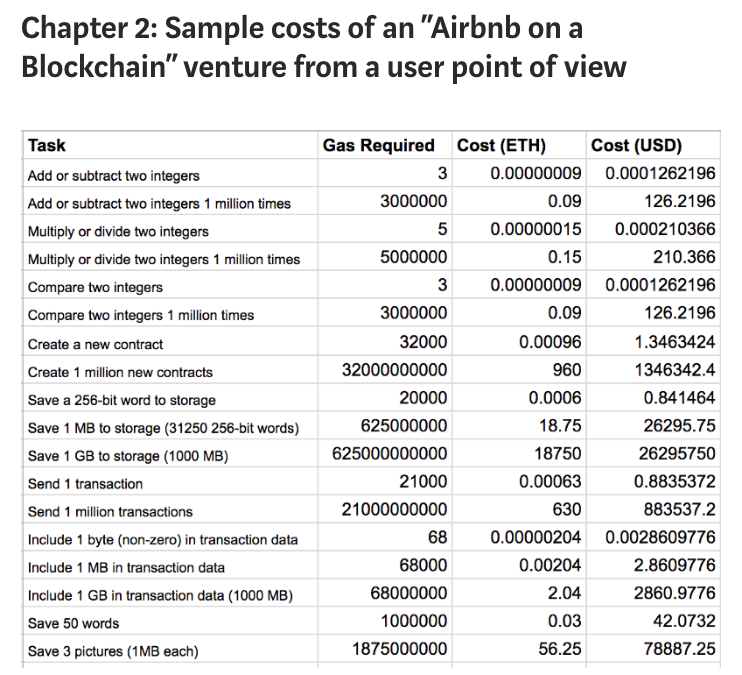 Chapter 2: Sample costs of an "Airbnb on a
Blockchain" venture from a user point of view
Task Gas Required Cost (ETH) Cost (USD)
Add or subtract two integers 3 0.00000009 0.0001262196
Add or subtract two integers 1 million times 3000000 0.09 126.2196
Multiply or divide two integers 5 0.00000015 0.000210366
Multiply or divide two integers 1 million times 5000000 0.15 210.366
Compare two integers 3 0.00000009 0.0001262196
Compare two integers 1 million times 3000000 0.09 126.2196
Create a new contract 32000 0.00096 1.3463424
Create 1 million new contracts 32000000000 960 1346342.4
Save a 256-bit word to storage 20000 0.0006 0.841464
Save 1 MB to storage (31250 256-bit words) 625000000 18.75 26295.75
Save 1 GB to storage (1000 MB) 625000000000 18750 26295750
Send 1 transaction 21000 0.00063 0.8835372
Send 1 million transactions 21000000000 630 883537.2
Include 1 byte (non-zero) in transaction data 68 0.00000204 0.0028609776
Include 1 MB in transaction data 68000 0.00204 2.8609776
Include 1 GB in transaction data (1000 MB) 68000000 2.04 2860.9776
Save 50 words 1000000 0.03 42.0732
Save 3 pictures (1MB each) 1875000000 56.25 78887.25